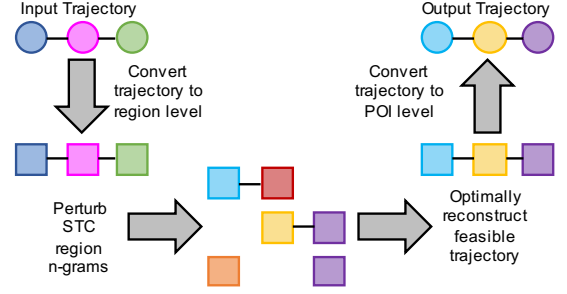 Input Trajectory
Output Trajectory
Convert
trajectory to
region level
Convert
trajectory to
POI level
Perturb
STC
region
n-grams
Optimally
reconstruct
feasible
trajectory